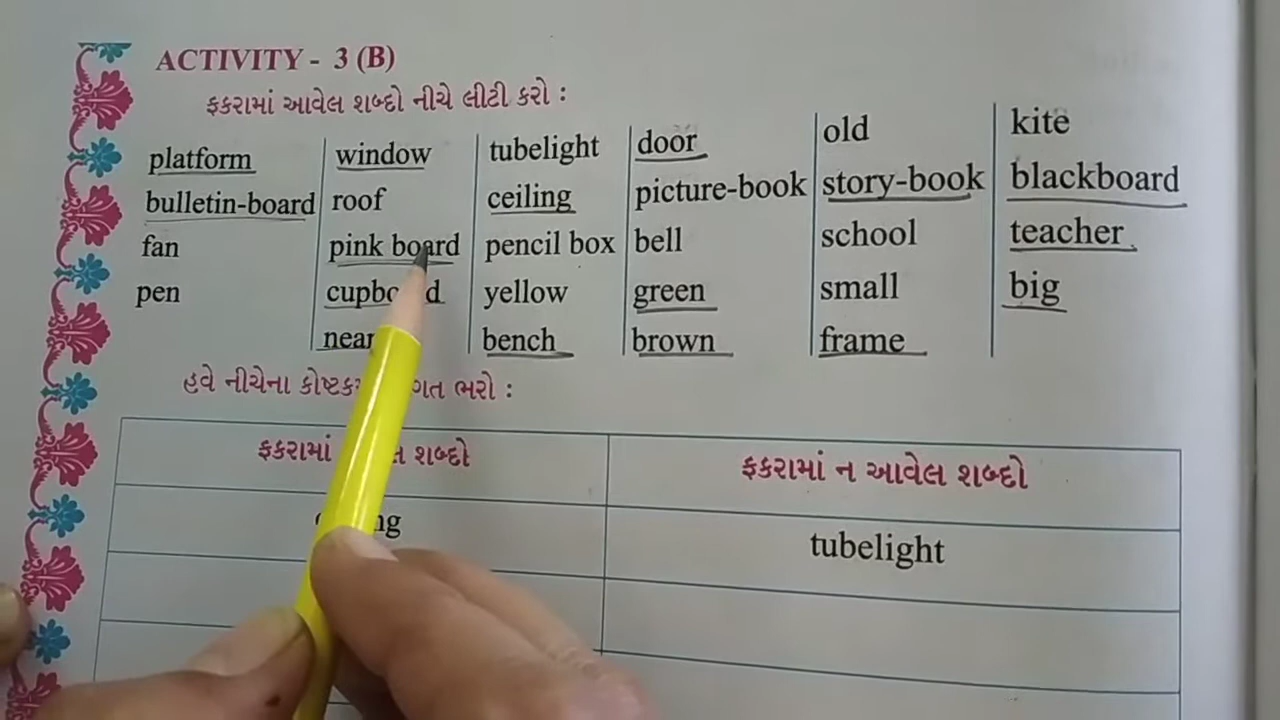 ACTIVITY - 3 (B)
ફકરામાં આવેલ શબ્દો નીચે લીટી કરો :
platform window tubelight door old kite
bulletin-board roof ceiling picture-book story-book blackboard
fan pink board pencil box bell school teacher
pen yellow green small big
near bench brown frame
હવે નીચેના ભરો :
ફકરામાં શબ્દો ફકરામાં ન આવેલ શબ્દો
tubelight